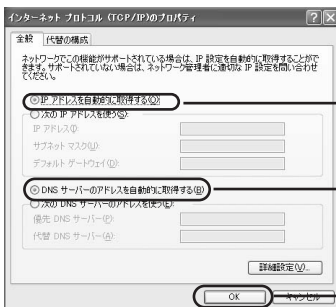 インターネット プロトコル (TCP/IP)のプロパティ
全般 代替の構成
ネットワークでこの機能がサポートされている場合は、IP 設定を自動的に取得することがで
きます。サポートされていない場合は、ネットワーク管理者に適切な IP 設定を問い合わせ
てください。
IP アドレスを自動的に取得する(O)
次の IP アドレスを使う(S):
IP アドレス(I):
サブネット マスク(U):
デフォルト ゲートウェイ(D):
DNS サーバーのアドレスを自動的に取得する(B)
次の DNS サーバーのアドレスを使う(E):
優先 DNS サーバー(P):
代替 DNS サーバー(A):
詳細設定(V)...
OK キャンセル